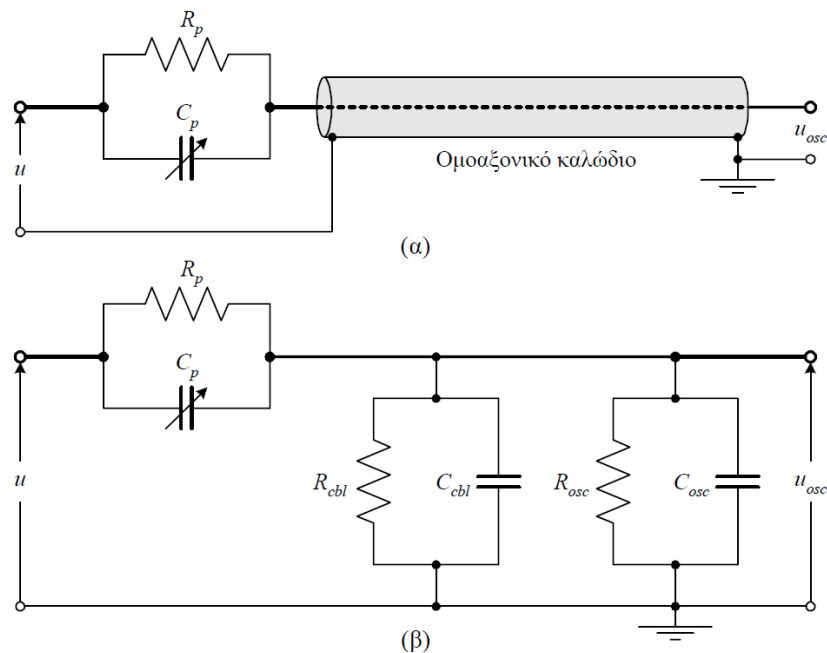 R_p
C_p
u
u_osc
Ομοαξονικό καλώδιο
(α)
R_p
C_p
u
R_cbl
C_cbl
R_osc
C_osc
u_osc
(β)